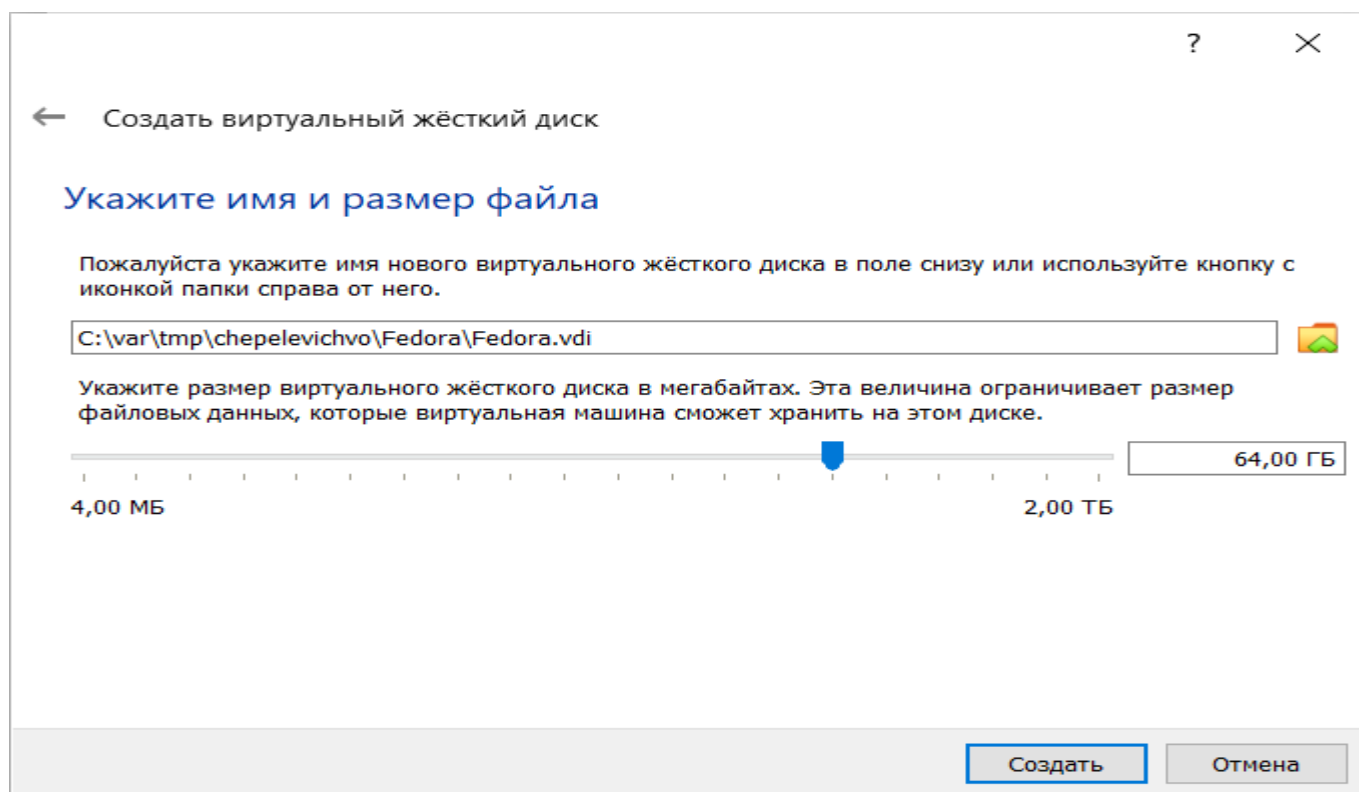 ?
Создать виртуальный жёсткий диск
Укажите имя и размер файла
Пожалуйста укажите имя нового виртуального жёсткого диска в поле снизу или используйте кнопку с
иконкой папки справа от него.
C:\var\tmp\chepelevichvo\Fedora\Fedora.vdi
Укажите размер виртуального жёсткого диска в мегабайтах. Эта величина ограничивает размер
файловых данных, которые виртуальная машина сможет хранить на этом диске.
64,00 ГБ
4,00 МБ 2,00 ТБ
Создать Отмена